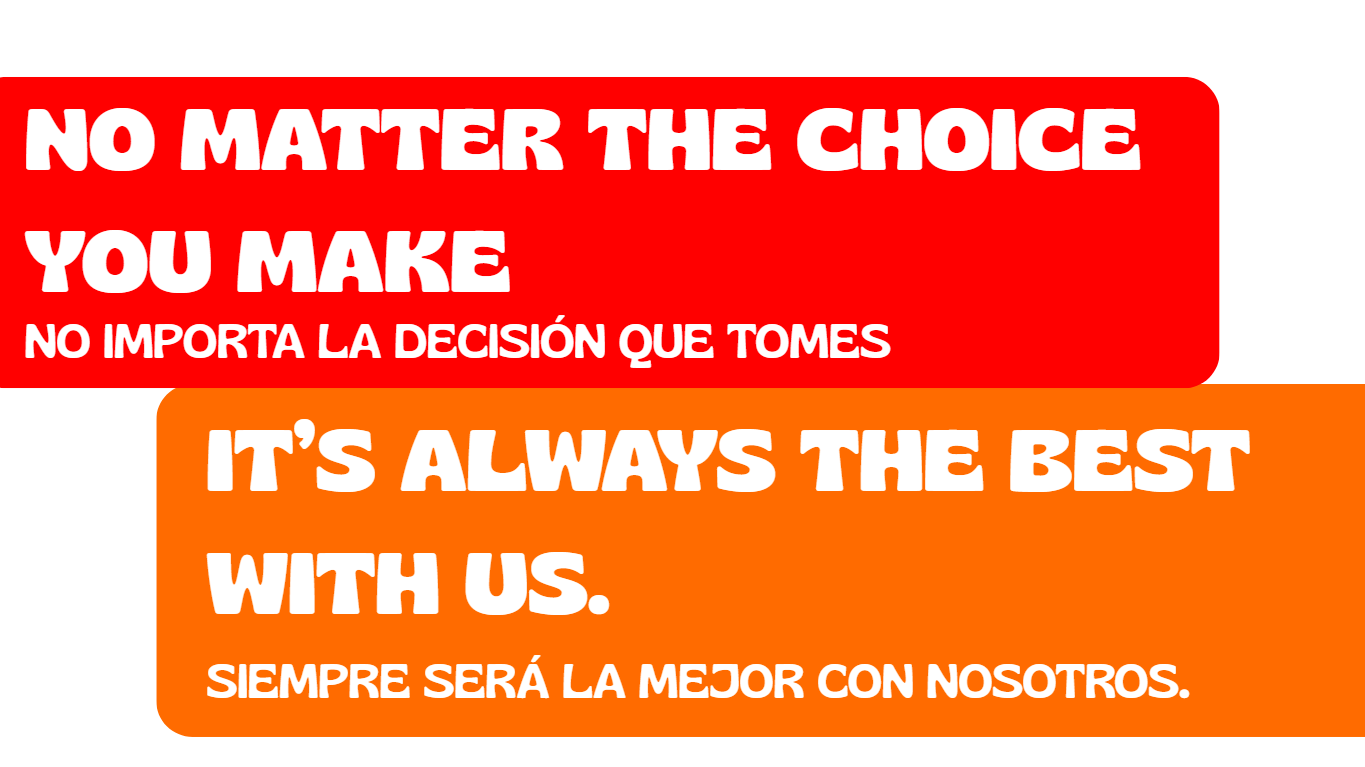 NO MATTER THE CHOICE
YOU MAKE
NO IMPORTA LA DECISIÓN QUE TOMES
IT’S ALWAYS THE BEST
WITH US.
SIEMPRE SERÁ LA MEJOR CON NOSOTROS.